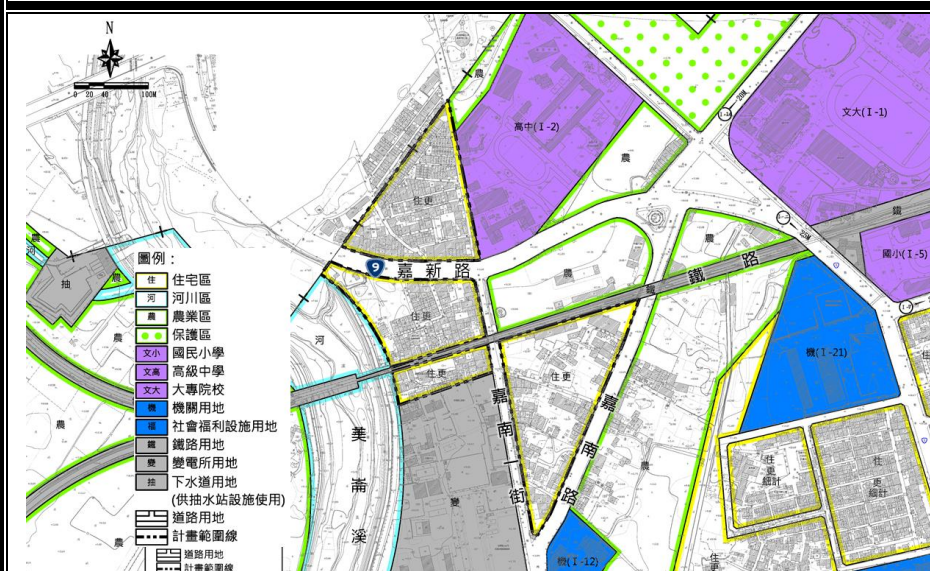 N
0 20 40 100M
農
高中(I-2)
文大(I-1)
20M
農
住更
鐵
國小(I-5)
農
9 嘉新路
農
鐵路
鐵
農
河
抽
農
圖例：
住 住宅區
河 河川區
農 農業區
保護區
文小 國民小學
文高 高級中學
文大 大專院校
機 機關用地
福 社會福利設施用地
鐵 鐵路用地
變 變電所用地
抽 下水道用地
(供抽水站設施使用)
道路用地
計畫範圍線
道路用地
計畫範圍線
河
住更
住更
住更
機(I-21)
農
農
美崙溪
變
嘉南一街
嘉南路
農
住更
細計
住更
細計
住更
機(I-12)